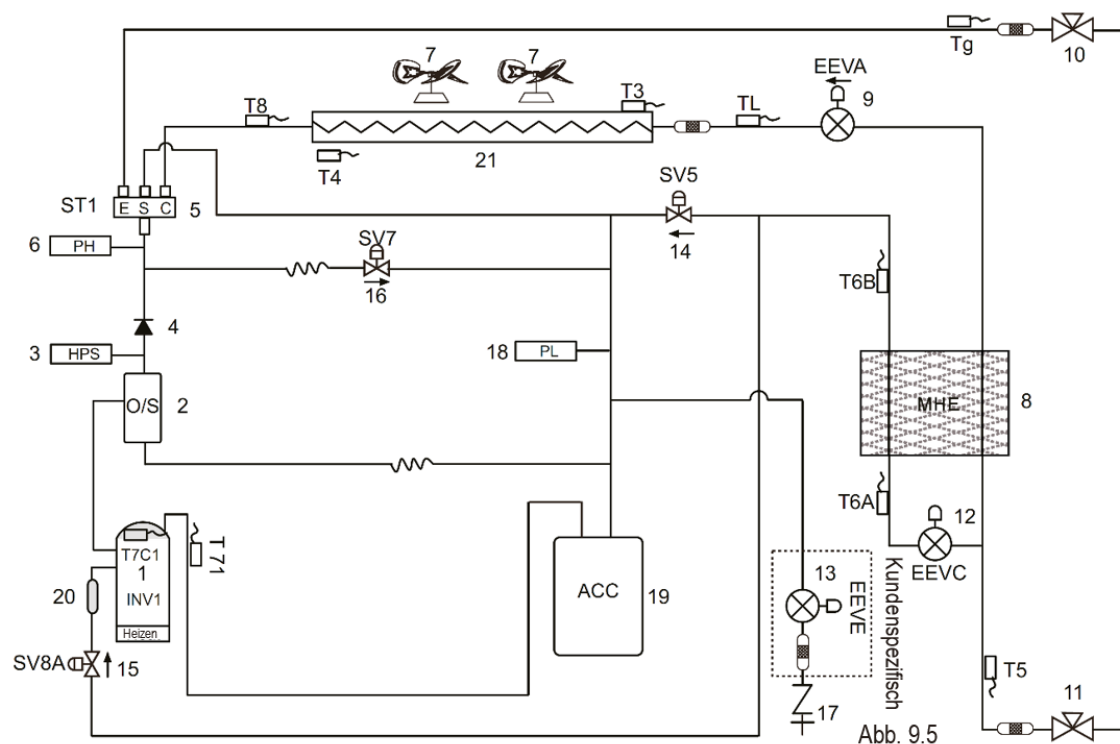 Tg
10
7
7
EEVA
9
T8
T3
TL
T4
21
SV5
ST1
E S C
5
14
6
PH
SV7
16
T6B
4
3
HPS
18
PL
O/S
2
MHE
8
T6A
12
EEVC
T7C1
1
INV1
Heizen
T71
20
SV8A
15
ACC
19
13
EEVE
Kundenspezifisch
17
T5
11
Abb. 9.5